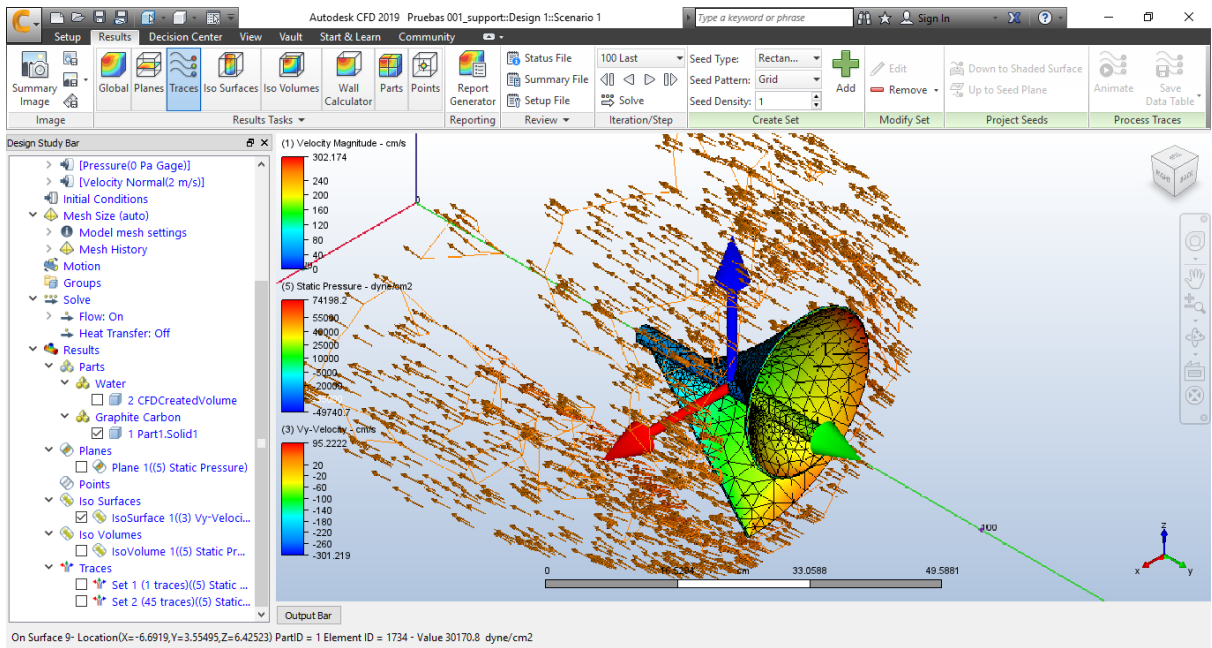 Autodesk CFD 2019 Pruebas 001_support::Design 1::Scenario 1
Type a keyword or phrase
Sign In
Setup Results Decision Center View Vault Start & Learn Community
Summary Image
Image
Global Planes Traces Iso Surfaces Iso Volumes Wall Calculator Parts Points
Results Tasks
Report Generator
Reporting
Status File
Summary File
Setup File
Review
100 Last
Solve
Iteration/Step
Seed Type: Rectan...
Seed Pattern: Grid
Seed Density: 1
Add
Create Set
Edit
Remove
Modify Set
Down to Shaded Surface
Up to Seed Plane
Project Seeds
Animate
Save Data Table
Process Traces
Design Study Bar
[Pressure(0 Pa Gage)]
[Velocity Normal(2 m/s)]
Initial Conditions
Mesh Size (auto)
Model mesh settings
Mesh History
Motion
Groups
Solve
Flow: On
Heat Transfer: Off
Results
Parts
Water
2 CFDCreatedVolume
Graphite Carbon
1 Part1.Solid1
Planes
Plane 1((5) Static Pressure)
Points
Iso Surfaces
IsoSurface 1((3) Vy-Veloci...
Iso Volumes
IsoVolume 1((5) Static Pr...
Traces
Set 1 (1 traces)((5) Static ...
Set 2 (45 traces)((5) Static...
(1) Velocity Magnitude - cm/s
302.174
240
200
160
120
80
40
0
(5) Static Pressure - dyne/cm2
74198.2
55000
40000
25000
10000
-5000
-20000
-49740.7
(3) Vy-Velocity - cm/s
95.2222
20
-20
-60
-100
-140
-180
-220
-260
-301.219
0
100
0 16.5294 cm 33.0588 49.5881
RIGHT BACK
z
x y
Output Bar
On Surface 9- Location(X=-6.6919,Y=3.55495,Z=6.42523) PartID = 1 Element ID = 1734 - Value 30170.8 dyne/cm2